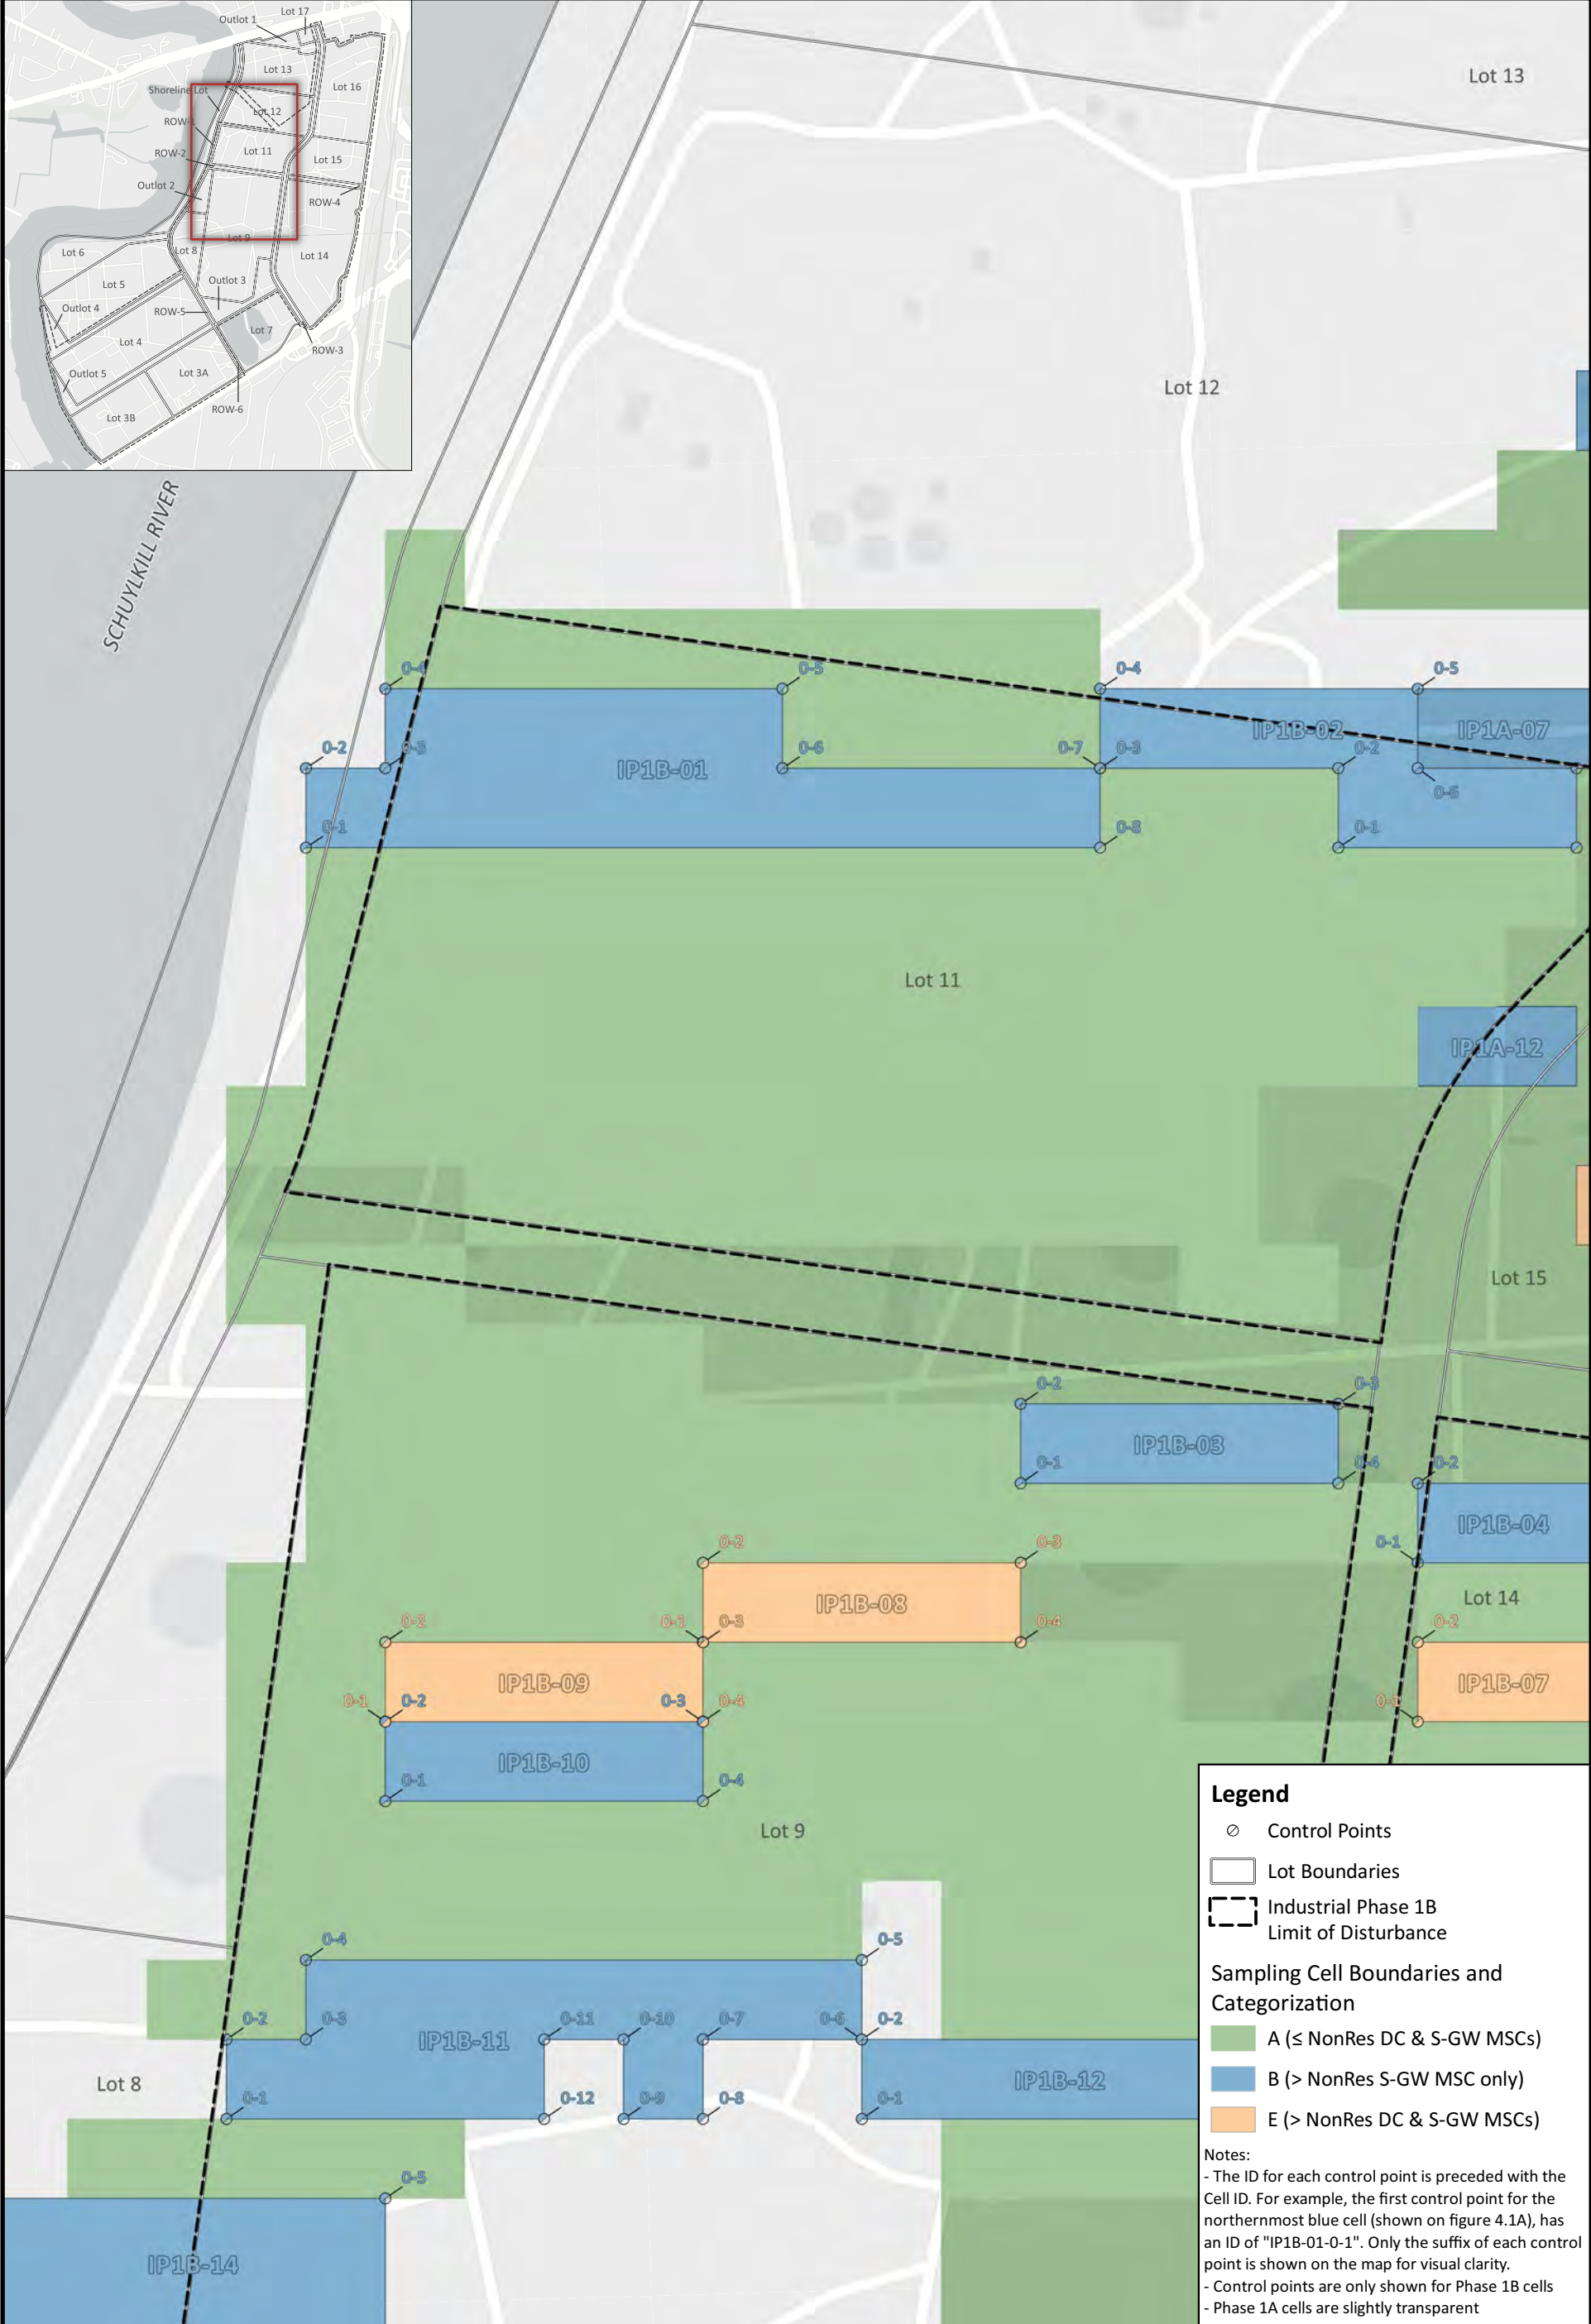 Outlot 1
Lot 17
Lot 13
Lot 16
Shoreline Lot
Lot 12
ROW-1
Lot 11
ROW-2
Lot 15
Outlot 2
ROW-4
Lot 9
Lot 6
Lot 8
Lot 14
Lot 5
Outlot 3
Outlot 4
ROW-5
Lot 7
Lot 4
ROW-3
Outlot 5
Lot 3A
ROW-6
Lot 3B
Lot 13
Lot 12
SCHUYLKILL RIVER
0-4
0-5
0-4
0-5
IP1B-02
IP1A-07
0-2
0-3
0-6
0-7
0-3
0-2
IP1B-01
0-6
0-1
0-8
0-1
Lot 11
IP1A-12
Lot 15
0-2
0-3
IP1B-03
0-1
0-4
0-2
IP1B-04
0-1
0-2
0-3
Lot 14
IP1B-08
0-2
0-1
0-3
0-4
0-2
IP1B-09
IP1B-07
0-1
0-2
0-3
0-4
0-1
IP1B-10
0-1
0-4
Lot 9
0-4
0-5
0-2
0-3
0-11
0-10
0-7
0-6
0-2
IP1B-11
Lot 8
IP1B-12
0-1
0-12
0-9
0-8
0-1
0-5
IP1B-14
Legend
Control Points
Lot Boundaries
Industrial Phase 1B
Limit of Disturbance
Sampling Cell Boundaries and
Categorization
A (≤ NonRes DC & S-GW MSCs)
B (> NonRes S-GW MSC only)
E (> NonRes DC & S-GW MSCs)
Notes:
- The ID for each control point is preceded with the
Cell ID. For example, the first control point for the
northernmost blue cell (shown on figure 4.1A), has
an ID of "IP1B-01-0-1". Only the suffix of each control
point is shown on the map for visual clarity.
- Control points are only shown for Phase 1B cells
- Phase 1A cells are slightly transparent